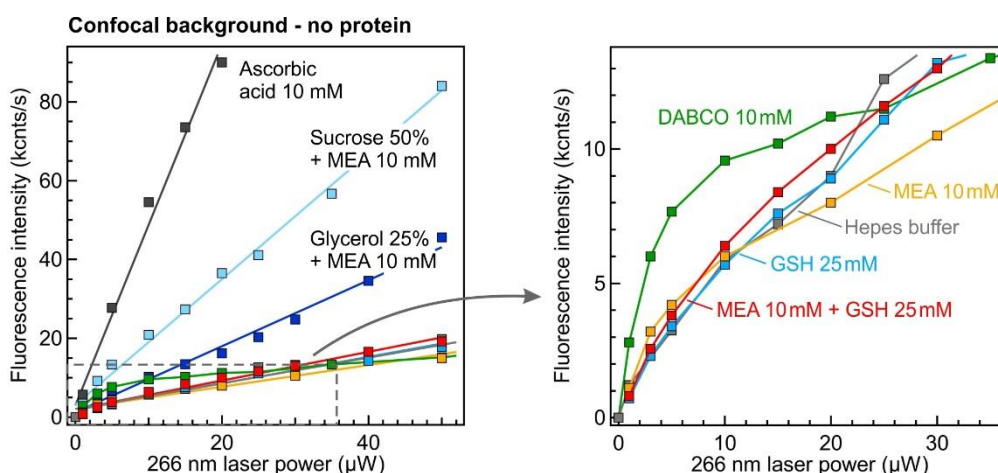 Confocal background - no protein
Fluorescence intensity (kcnts/s)
80
60
40
20
0
Ascorbic
acid 10 mM
Sucrose 50%
+ MEA 10 mM
Glycerol 25%
+ MEA 10 mM
0
20
40
266 nm laser power (µW)
Fluorescence intensity (kcnts/s)
10
5
0
DABCO 10 mM
MEA 10 mM
Hepes buffer
GSH 25 mM
MEA 10 mM + GSH 25 mM
0
10
20
30
266 nm laser power (µW)